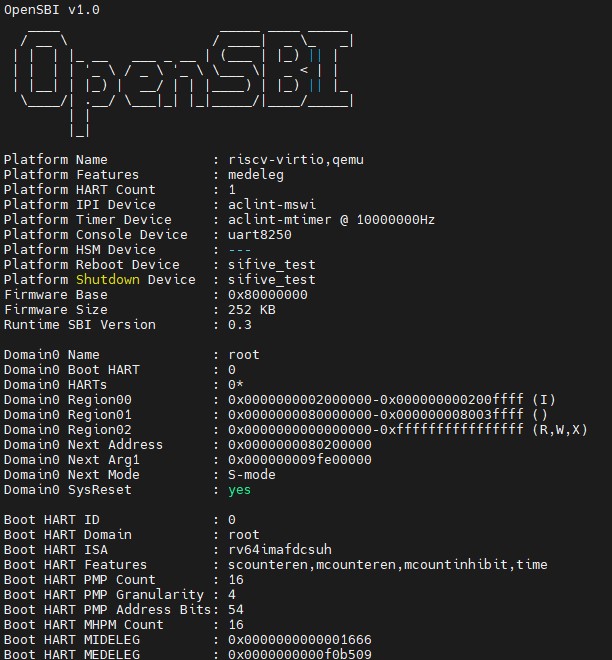 OpenSBI v1.0
OpenSBI
Platform Name             : riscv-virtio,qemu
Platform Features         : medeleg
Platform HART Count       : 1
Platform IPI Device       : aclint-mswi
Platform Timer Device     : aclint-mtimer @ 10000000Hz
Platform Console Device   : uart8250
Platform HSM Device       : ---
Platform Reboot Device    : sifive_test
Platform Shutdown Device  : sifive_test
Firmware Base             : 0x80000000
Firmware Size             : 252 KB
Runtime SBI Version       : 0.3
Domain0 Name              : root
Domain0 Boot HART         : 0
Domain0 HARTs             : 0*
Domain0 Region00          : 0x0000000002000000-0x000000000200ffff (I)
Domain0 Region01          : 0x0000000080000000-0x000000008003ffff ()
Domain0 Region02          : 0x0000000000000000-0xffffffffffffffff (R,W,X)
Domain0 Next Address      : 0x0000000080200000
Domain0 Next Arg1         : 0x000000009fe00000
Domain0 Next Mode         : S-mode
Domain0 SysReset          : yes
Boot HART ID              : 0
Boot HART Domain          : root
Boot HART ISA             : rv64imafdcsuh
Boot HART Features        : scounteren,mcounteren,mcountinhibit,time
Boot HART PMP Count       : 16
Boot HART PMP Granularity : 4
Boot HART PMP Address Bits: 54
Boot HART MHPM Count      : 16
Boot HART MIDELEG         : 0x0000000000001666
Boot HART MEDELEG         : 0x0000000000f0b509